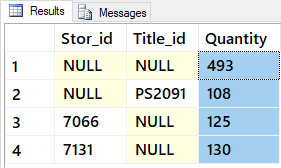 Results Messages
Stor_id Title_id Quantity
1 NULL NULL 493
2 NULL PS2091 108
3 7066 NULL 125
4 7131 NULL 130